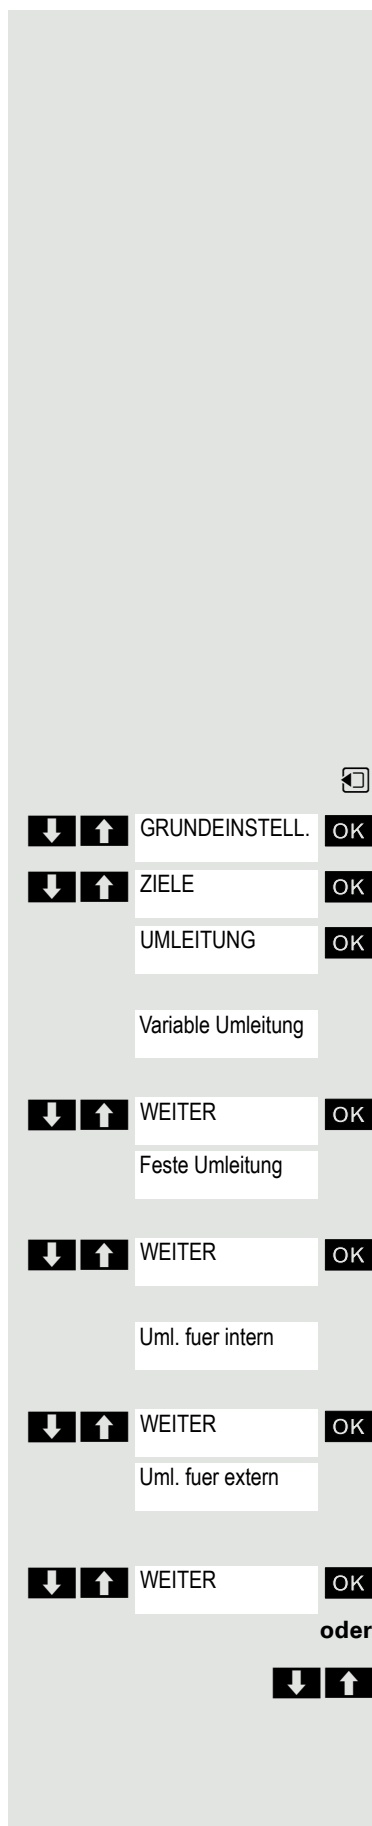 GRUNDEINSTELL. OK
ZIELE OK
UMLEITUNG OK
Variable Umleitung
WEITER OK
Feste Umleitung
WEITER OK
Uml. fuer intern
WEITER OK
Uml. fuer extern
WEITER OK
oder